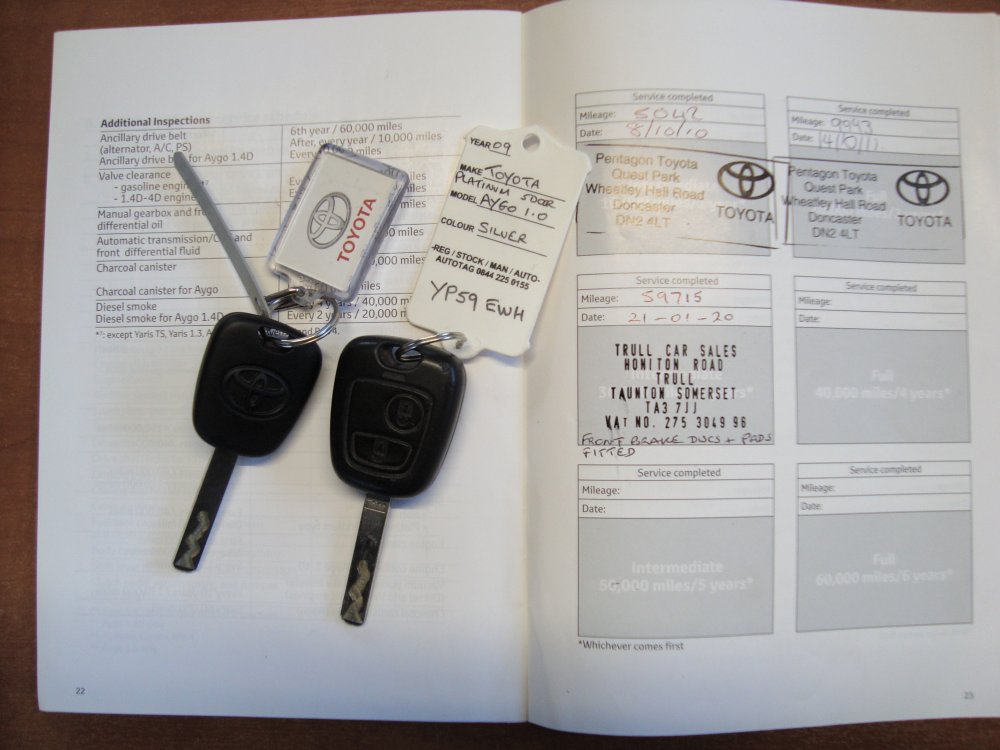 Additional Inspections
Ancillary drive belt
(alternator, A/C, PS)
Ancillary drive belt for Aygo 1.4D
6th year / 60,000 miles
After, every year / 10,000 miles
Every miles
Valve clearance
- gasoline engine
- 1.4D-4D engine
Manual gearbox and
differential oil
Automatic transmission/ and
front differential fluid
Charcoal canister
Charcoal canister for Aygo
Diesel smoke
Diesel smoke for Aygo 1.4D
years / 40,000
Every 2 years / 20,000
: except Yaris TS, Yaris 1.3,
22
TOYOTA
YEAR 09
MAKE TOYOTA
PLATINUM 5DOOR
MODEL AYGO 1.0
COLOUR SILVER
REG / STOCK / MAN / AUTO-
AUTOTAG 0844 225 0155
YP59 EWH
Service completed
Mileage: 5042
Date: 8/10/10
Pentagon Toyota
Quest Park
Wheatley Hall Road
Doncaster
DN2 4LT
TOYOTA
Service completed
Mileage: 9943
Date: 14/10/11
Pentagon Toyota
Quest Park
Wheatley Hall Road
Doncaster
DN2 4LT
TOYOTA
Service completed
Mileage: 59715
Date: 21-01-20
TRULL CAR SALES
HONITON ROAD
TRULL
TAUNTON SOMERSET
TA3 7JJ
VAT NO. 275 3049 96
FRONT BRAKE DISCS + PADS
FITTED
Service completed
Mileage:
Date:
Full
40,000 miles/4 years*
Service completed
Mileage:
Date:
Intermediate
50,000 miles/5 years*
Service completed
Mileage:
Date:
Full
60,000 miles/6 years*
*Whichever comes first
23